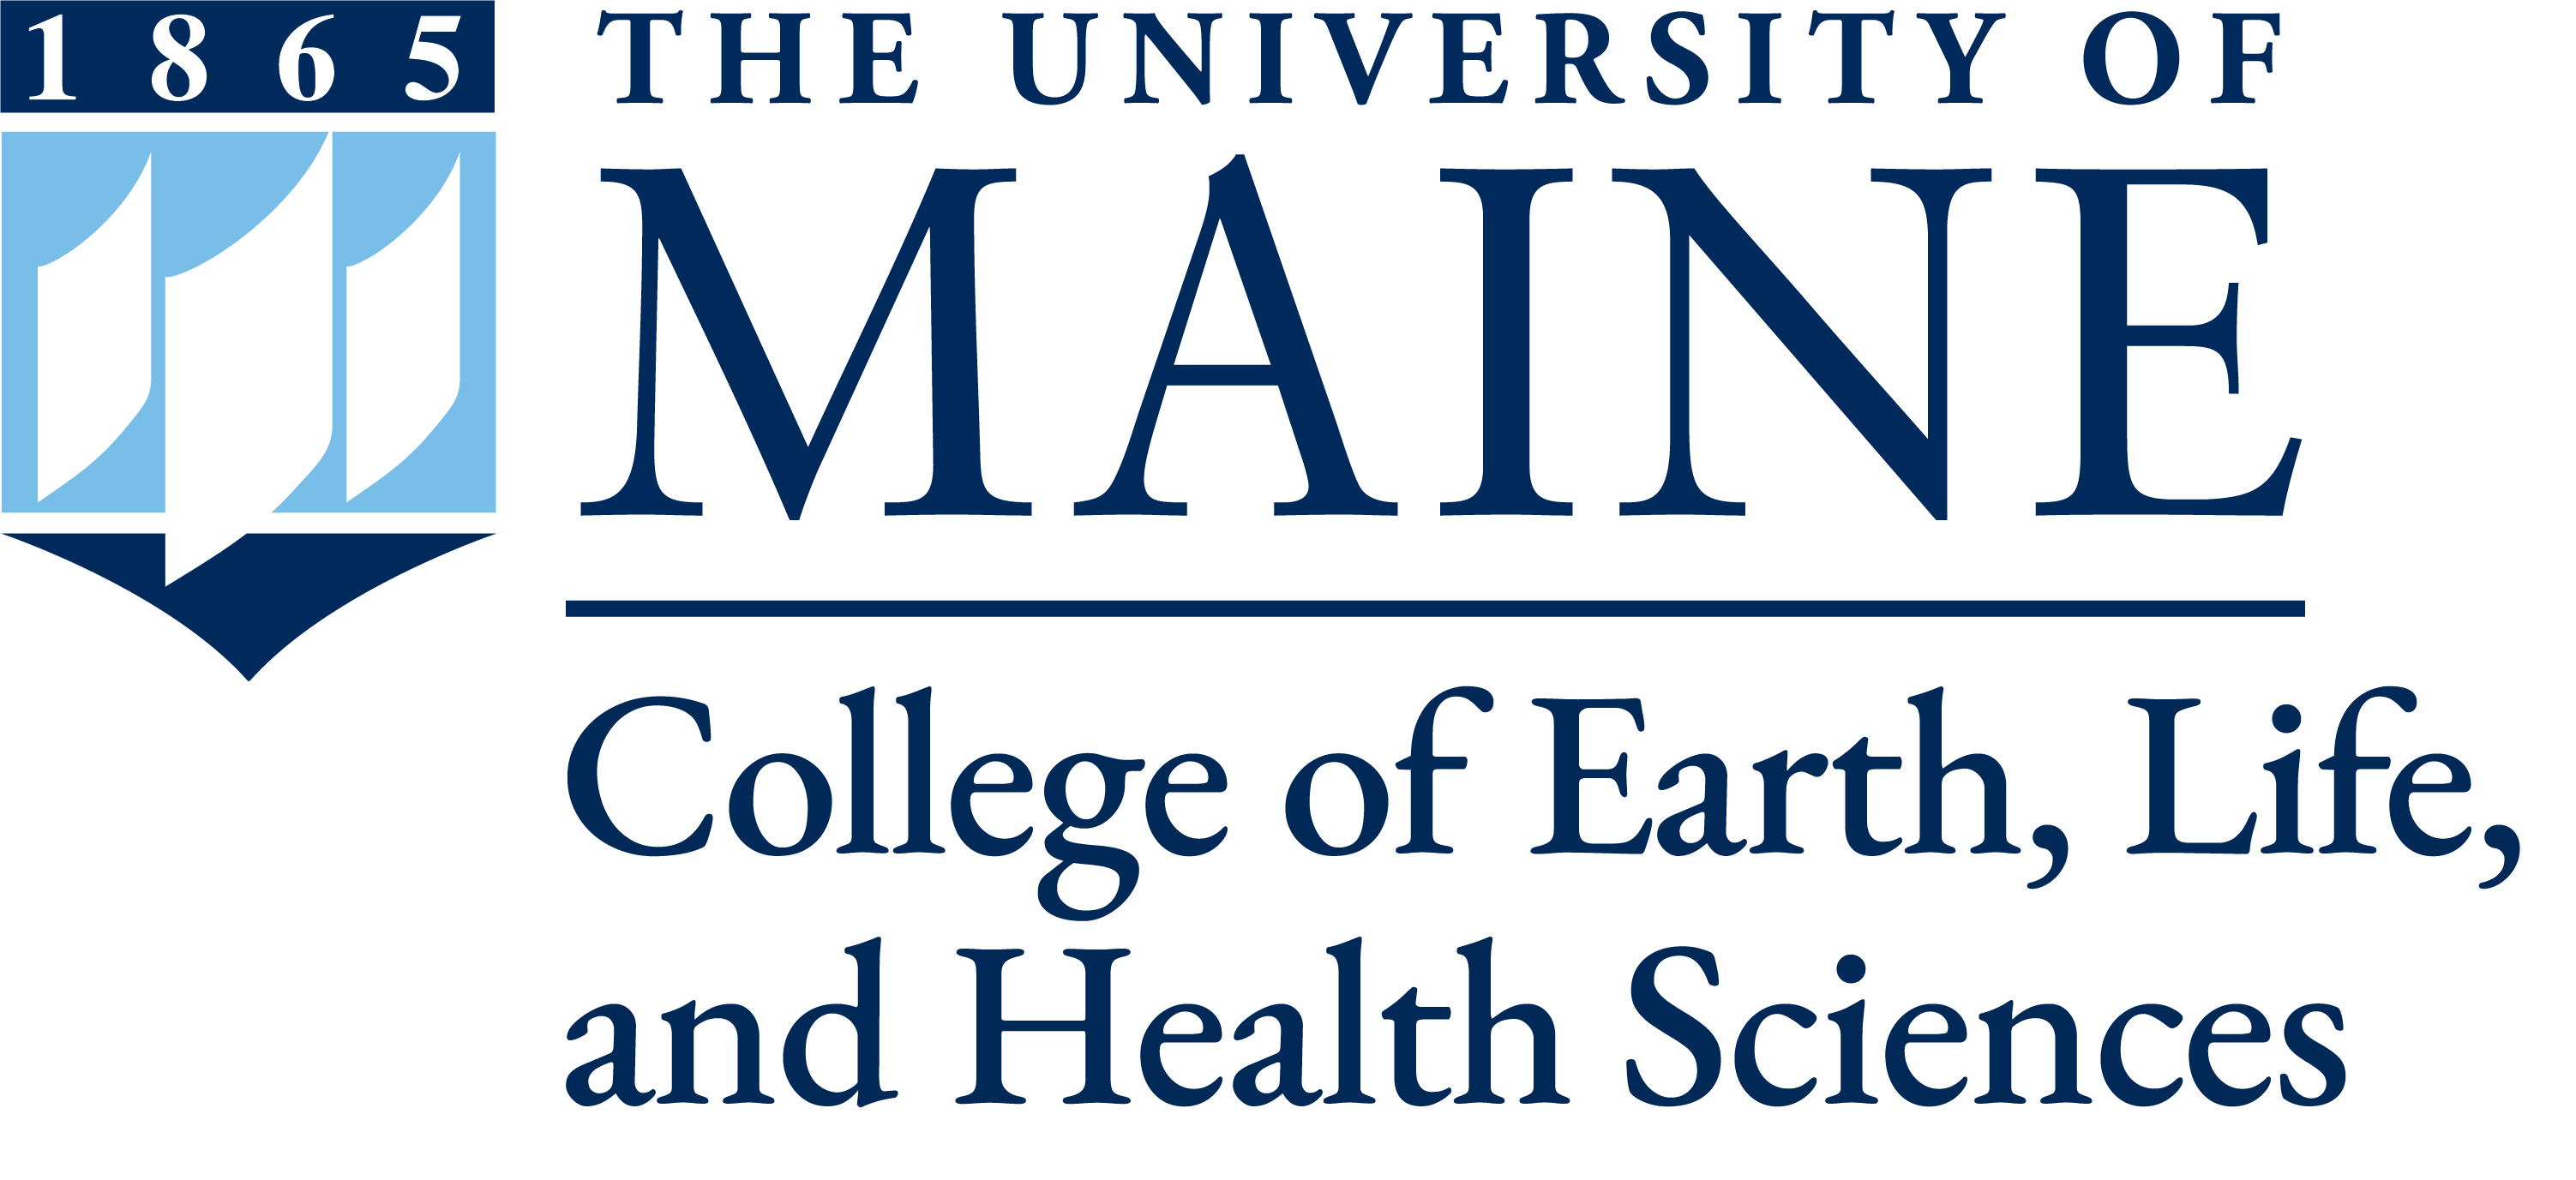 1865
THE UNIVERSITY OF
MAINE
College of Earth, Life,
and Health Sciences